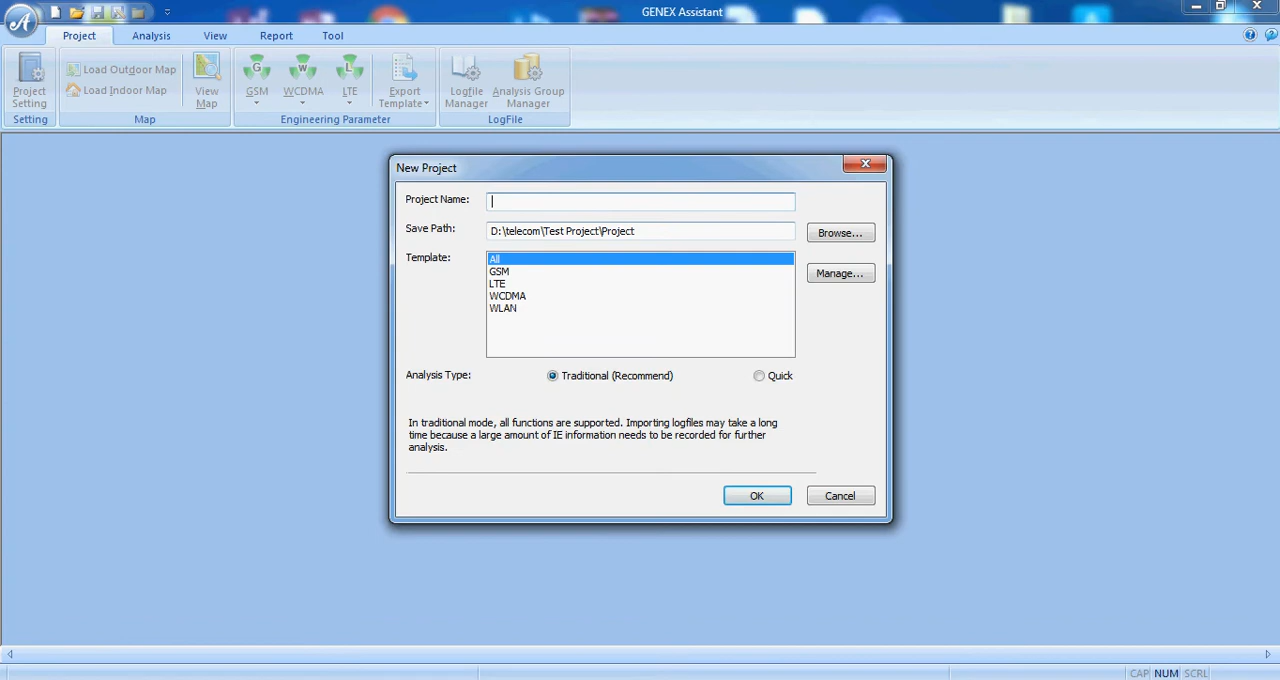 GENEX Assistant
Project Analysis View Report Tool
Project Setting
Load Outdoor Map
Load Indoor Map
View Map
GSM WCDMA LTE
Export Template
Logfile Manager
Analysis Group Manager
Setting Map Engineering Parameter LogFile
New Project
Project Name:
Save Path: D:\telecom\Test Project\Project Browse...
Template: All
GSM
LTE
WCDMA
WLAN
Manage...
Analysis Type: Traditional (Recommend) Quick
In traditional mode, all functions are supported. Importing logfiles may take a long
time because a large amount of IE information needs to be recorded for further
analysis.
OK Cancel
CAP NUM SCRL